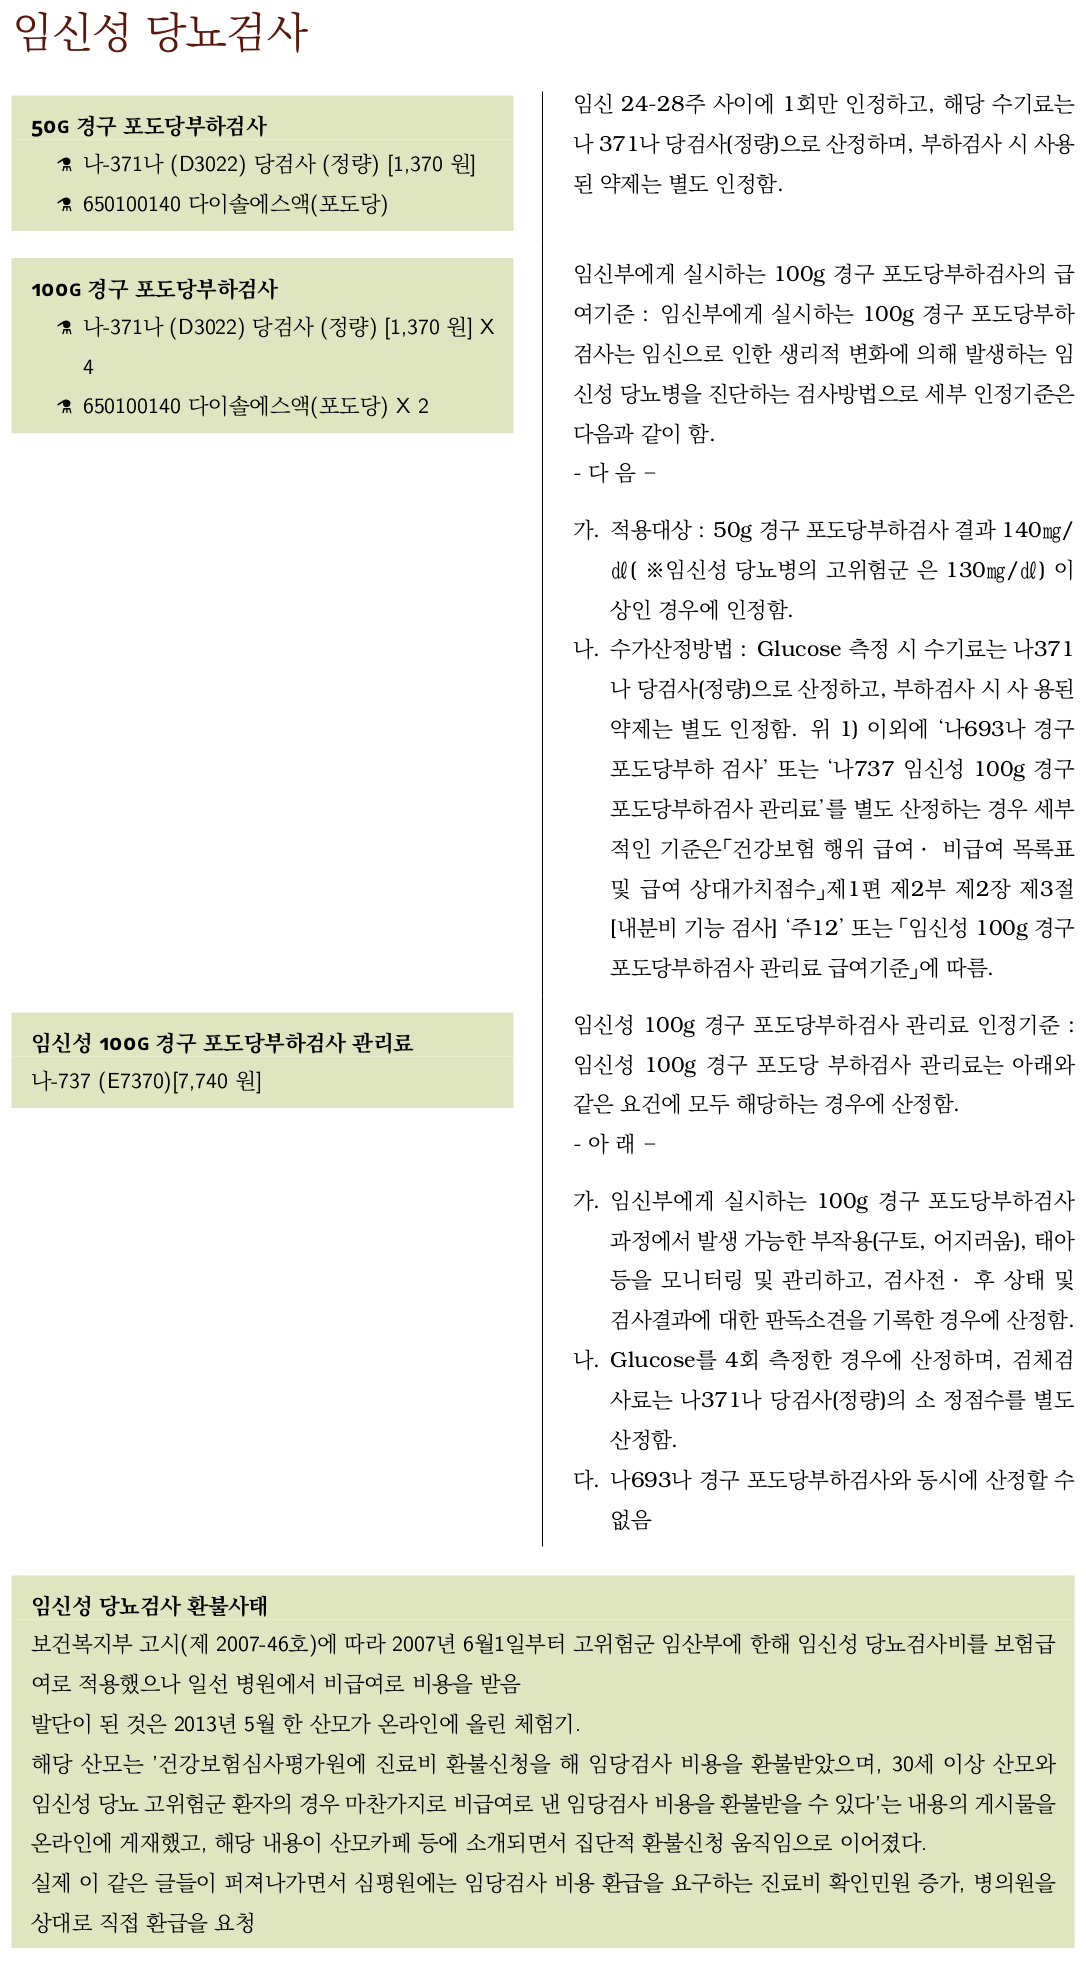 임신성 당뇨검사
50G 경구 포도당부하검사
나-371나 (D3022) 당검사 (정량) [1,370 원]
650100140 다이솔에스액(포도당)
임신 24-28주 사이에 1회만 인정하고, 해당 수기료는
나 371나 당검사(정량)으로 산정하며, 부하검사 시 사용
된 약제는 별도 인정함.
100G 경구 포도당부하검사
나-371나 (D3022) 당검사 (정량) [1,370 원] X
4
650100140 다이솔에스액(포도당) X 2
임신부에게 실시하는 100g 경구 포도당부하검사의 급
여기준 : 임신부에게 실시하는 100g 경구 포도당부하
검사는 임신으로 인한 생리적 변화에 의해 발생하는 임
신성 당뇨병을 진단하는 검사방법으로 세부 인정기준은
다음과 같이 함.
- 다 음 –
가. 적용대상 : 50g 경구 포도당부하검사 결과 140㎎/
㎗( ※임신성 당뇨병의 고위험군 은 130㎎/㎗) 이
상인 경우에 인정함.
나. 수가산정방법 : Glucose 측정 시 수기료는 나371
나 당검사(정량)으로 산정하고, 부하검사 시 사 용된
약제는 별도 인정함. 위 1) 이외에 ‘나693나 경구
포도당부하 검사’ 또는 ‘나737 임신성 100g 경구
포도당부하검사 관리료’를 별도 산정하는 경우 세부
적인 기준은「건강보험 행위 급여· 비급여 목록표
및 급여 상대가치점수」제1편 제2부 제2장 제3절
[내분비 기능 검사] ‘주12’ 또는 「임신성 100g 경구
포도당부하검사 관리료 급여기준」에 따름.
임신성 100G 경구 포도당부하검사 관리료
나-737 (E7370)[7,740 원]
임신성 100g 경구 포도당부하검사 관리료 인정기준 :
임신성 100g 경구 포도당 부하검사 관리료는 아래와
같은 요건에 모두 해당하는 경우에 산정함.
- 아 래 –
가. 임신부에게 실시하는 100g 경구 포도당부하검사
과정에서 발생 가능한 부작용(구토, 어지러움), 태아
등을 모니터링 및 관리하고, 검사전· 후 상태 및
검사결과에 대한 판독소견을 기록한 경우에 산정함.
나. Glucose를 4회 측정한 경우에 산정하며, 검체검
사료는 나371나 당검사(정량)의 소 정점수를 별도
산정함.
다. 나693나 경구 포도당부하검사와 동시에 산정할 수
없음
임신성 당뇨검사 환불사태
보건복지부 고시(제 2007-46호)에 따라 2007년 6월1일부터 고위험군 임산부에 한해 임신성 당뇨검사비를 보험급
여로 적용했으나 일선 병원에서 비급여로 비용을 받음
발단이 된 것은 2013년 5월 한 산모가 온라인에 올린 체험기.
해당 산모는 ’건강보험심사평가원에 진료비 환불신청을 해 임당검사 비용을 환불받았으며, 30세 이상 산모와
임신성 당뇨 고위험군 환자의 경우 마찬가지로 비급여로 낸 임당검사 비용을 환불받을 수 있다’는 내용의 게시물을
온라인에 게재했고, 해당 내용이 산모카페 등에 소개되면서 집단적 환불신청 움직임으로 이어졌다.
실제 이 같은 글들이 퍼져나가면서 심평원에는 임당검사 비용 환급을 요구하는 진료비 확인민원 증가, 병의원을
상대로 직접 환급을 요청